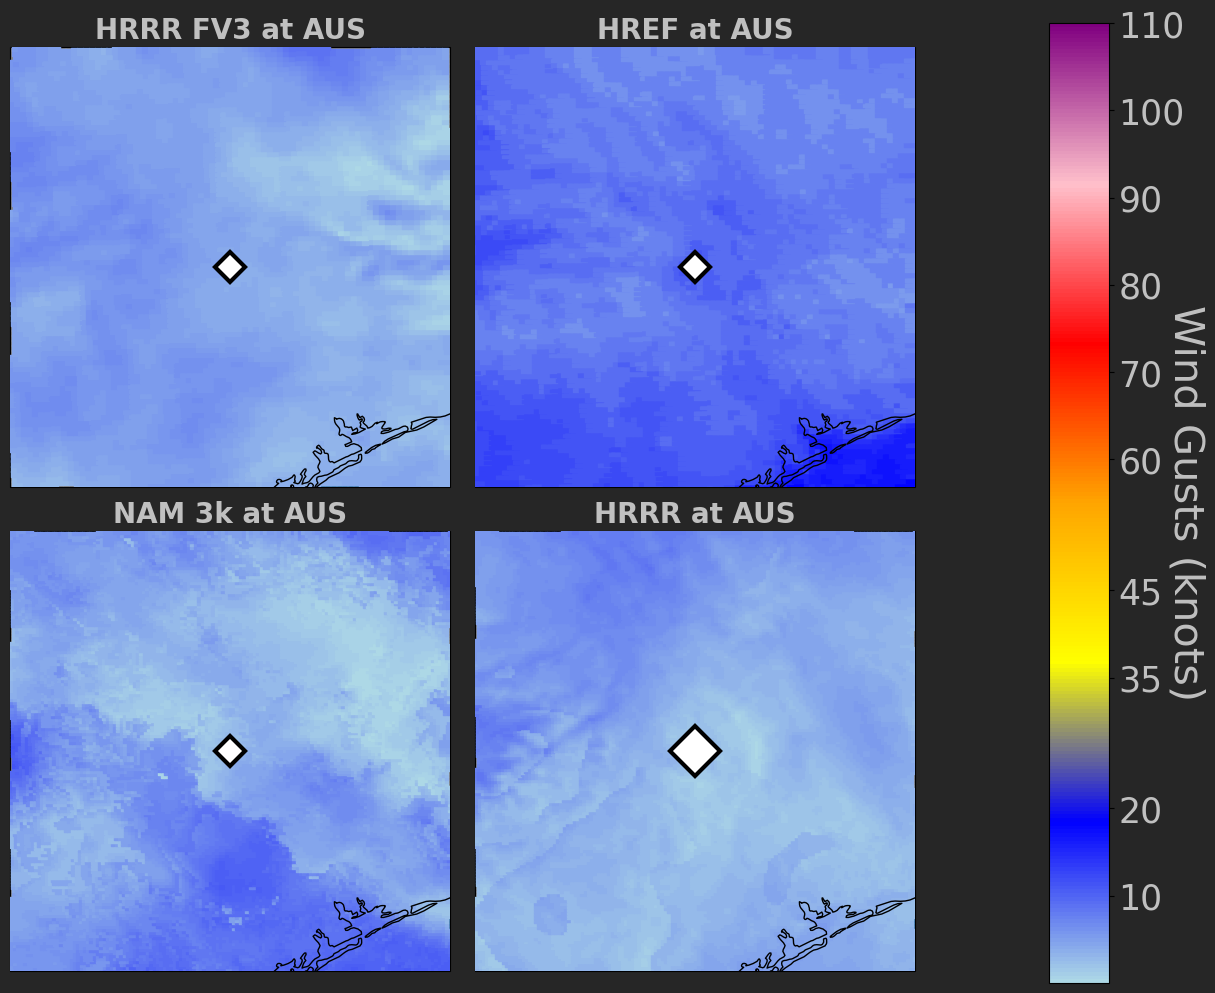 HRRR FV3 at AUS
HREF at AUS
NAM 3k at AUS
HRRR at AUS
110
100
90
80
70
60
45
35
20
10
Wind Gusts (knots)